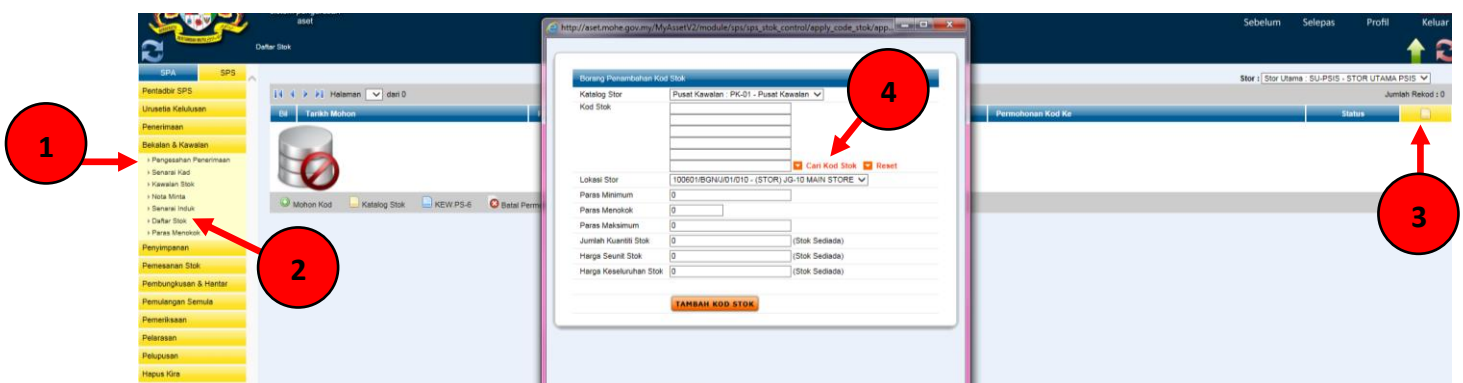 aset
Daftar Stok
Sebelum Selepas Profil Keluar
SPA SPS
Pentadbir SPS
Urusetia Kelulusan
Penerimaan
Bekalan & Kawalan
Pengesahan Penerimaan
Senarai Kad
Kawalan Stok
Nota Minta
Senarai Induk
Daftar Stok
Paras Menokok
Penyimpanan
Pemesanan Stok
Pembungkusan & Hantar
Pemulangan Semula
Pemeriksaan
Pelarasan
Pelupusan
Hapus Kira
Stor : Stor Utama : SU-PSIS - STOR UTAMA PSIS
Halaman dari 0
Jumlah Rekod : 0
Bil Tarikh Mohon
Permohonan Kod Ke Status
Mohon Kod Katalog Stok KEW.PS-6 Batal Perm
http://aset.mohe.gov.my/MyAssetV2/module/sps/sps_stok_control/apply_code_stok/app...
Borang Penambahan Kod Stok
Katalog Stor Pusat Kawalan : PK-01 - Pusat Kawalan
Kod Stok
Cari Kod Stok Reset
Lokasi Stor 100601/BGN/J/01/010 - (STOR) JG-10 MAIN STORE
Paras Minimum 0
Paras Menokok 0
Paras Maksimum 0
Jumlah Kuantiti Stok 0 (Stok Sediada)
Harga Seunit Stok 0 (Stok Sediada)
Harga Keseluruhan Stok 0 (Stok Sediada)
TAMBAH KOD STOK
1
2
3
4